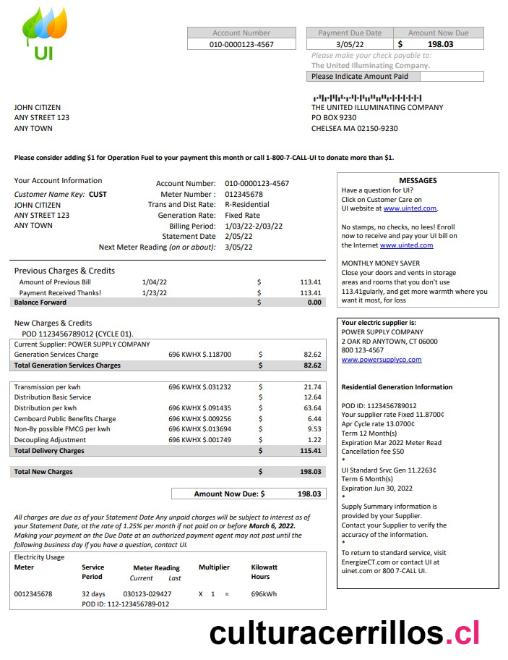 UI
Account Number
010-0000123-4567
Payment Due Date Amount Now Due
3/05/22 $ 198.03
Please make your check payable to:
The United Illuminating Company.
Please Indicate Amount Paid
JOHN CITIZEN
ANY STREET 123
ANY TOWN
THE UNITED ILLUMINATING COMPANY
PO BOX 9230
CHELSEA MA 02150-9230
Please consider adding $1 for Operation Fuel to your payment this month or call 1-800-7-CALL-UI to donate more than $1.
Your Account Information
Customer Name Key: CUST
JOHN CITIZEN
ANY STREET 123
ANY TOWN
Account Number: 010-0000123-4567
Meter Number : 012345678
Trans and Dist Rate: R-Residential
Generation Rate: Fixed Rate
Billing Period: 1/03/22-2/03/22
Statement Date 2/05/22
Next Meter Reading (on or about): 3/05/22
Previous Charges & Credits
Amount of Previous Bill 1/04/22 $ 113.41
Payment Received Thanks! 1/23/22 $ 113.41
Balance Forward $ 0.00
New Charges & Credits
POD 1123456789012 (CYCLE 01).
Current Supplier: POWER SUPPLY COMPANY
Generation Services Charge 696 KWHX $.118700 $ 82.62
Total Generation Services Charges $ 82.62
Transmission per kwh 696 KWHX $.031232 $ 21.74
Distribution Basic Service $ 12.64
Distribution per kwh 696 KWHX $.091435 $ 63.64
Cemboard Public Benefits Charge 696 KWHX $.009256 $ 6.44
Non-By possible FMCG per kwh 696 KWHX $.013694 $ 9.53
Decoupling Adjustment 696 KWHX $.001749 $ 1.22
Total Delivery Charges $ 115.41
Total New Charges $ 198.03
Amount Now Due: $ 198.03
All charges are due as of your Statement Date Any unpaid charges will be subject to interest as of
your Statement Date, at the rate of 1.25% per month if not paid on or before March 6, 2022.
Making your payment on the Due Date at an authorized payment agent may not post until the
following business day if you have a question, contact UI.
Electricity Usage
Meter Service Meter Reading Multiplier Kilowatt
Period Current Last Hours
0012345678 32 days 030123-029427 X 1 = 696kWh
POD ID: 112-123456789-012
MESSAGES
Have a question for UI?
Click on Customer Care on
UI website at www.uinted.com.
No stamps, no checks, no lines! Enroll
now to receive and pay your UI bill on
the Internet www.uinted.com
MONTHLY MONEY SAVER
Close your doors and vents in storage
areas and rooms that you don't use
113.41gularly, and get more warmth where you
want it most, for loss
Your electric supplier is:
POWER SUPPLY COMPANY
2 OAK RD ANYTOWN, CT 06000
800 123-4567
www.powersupplyco.com
Residential Generation Information
POD ID: 1123456789012
Your supplier rate Fixed 11.8700¢
Apr Cycle rate 13.0700¢
Term 12 Month(s)
Expiration Mar 2022 Meter Read
Cancellation fee $50
*
UI Standard Srvc Gen 11.2263¢
Term 6 Month(s)
Expiration Jun 30, 2022
*
Supply Summary information is
provided by your Supplier.
Contact your Supplier to verify the
accuracy of the information.
*
To return to standard service, visit
EnergizeCT.com or contact UI at
uinet.com or 800 7-CALL UI.
culturacerrillos.cl